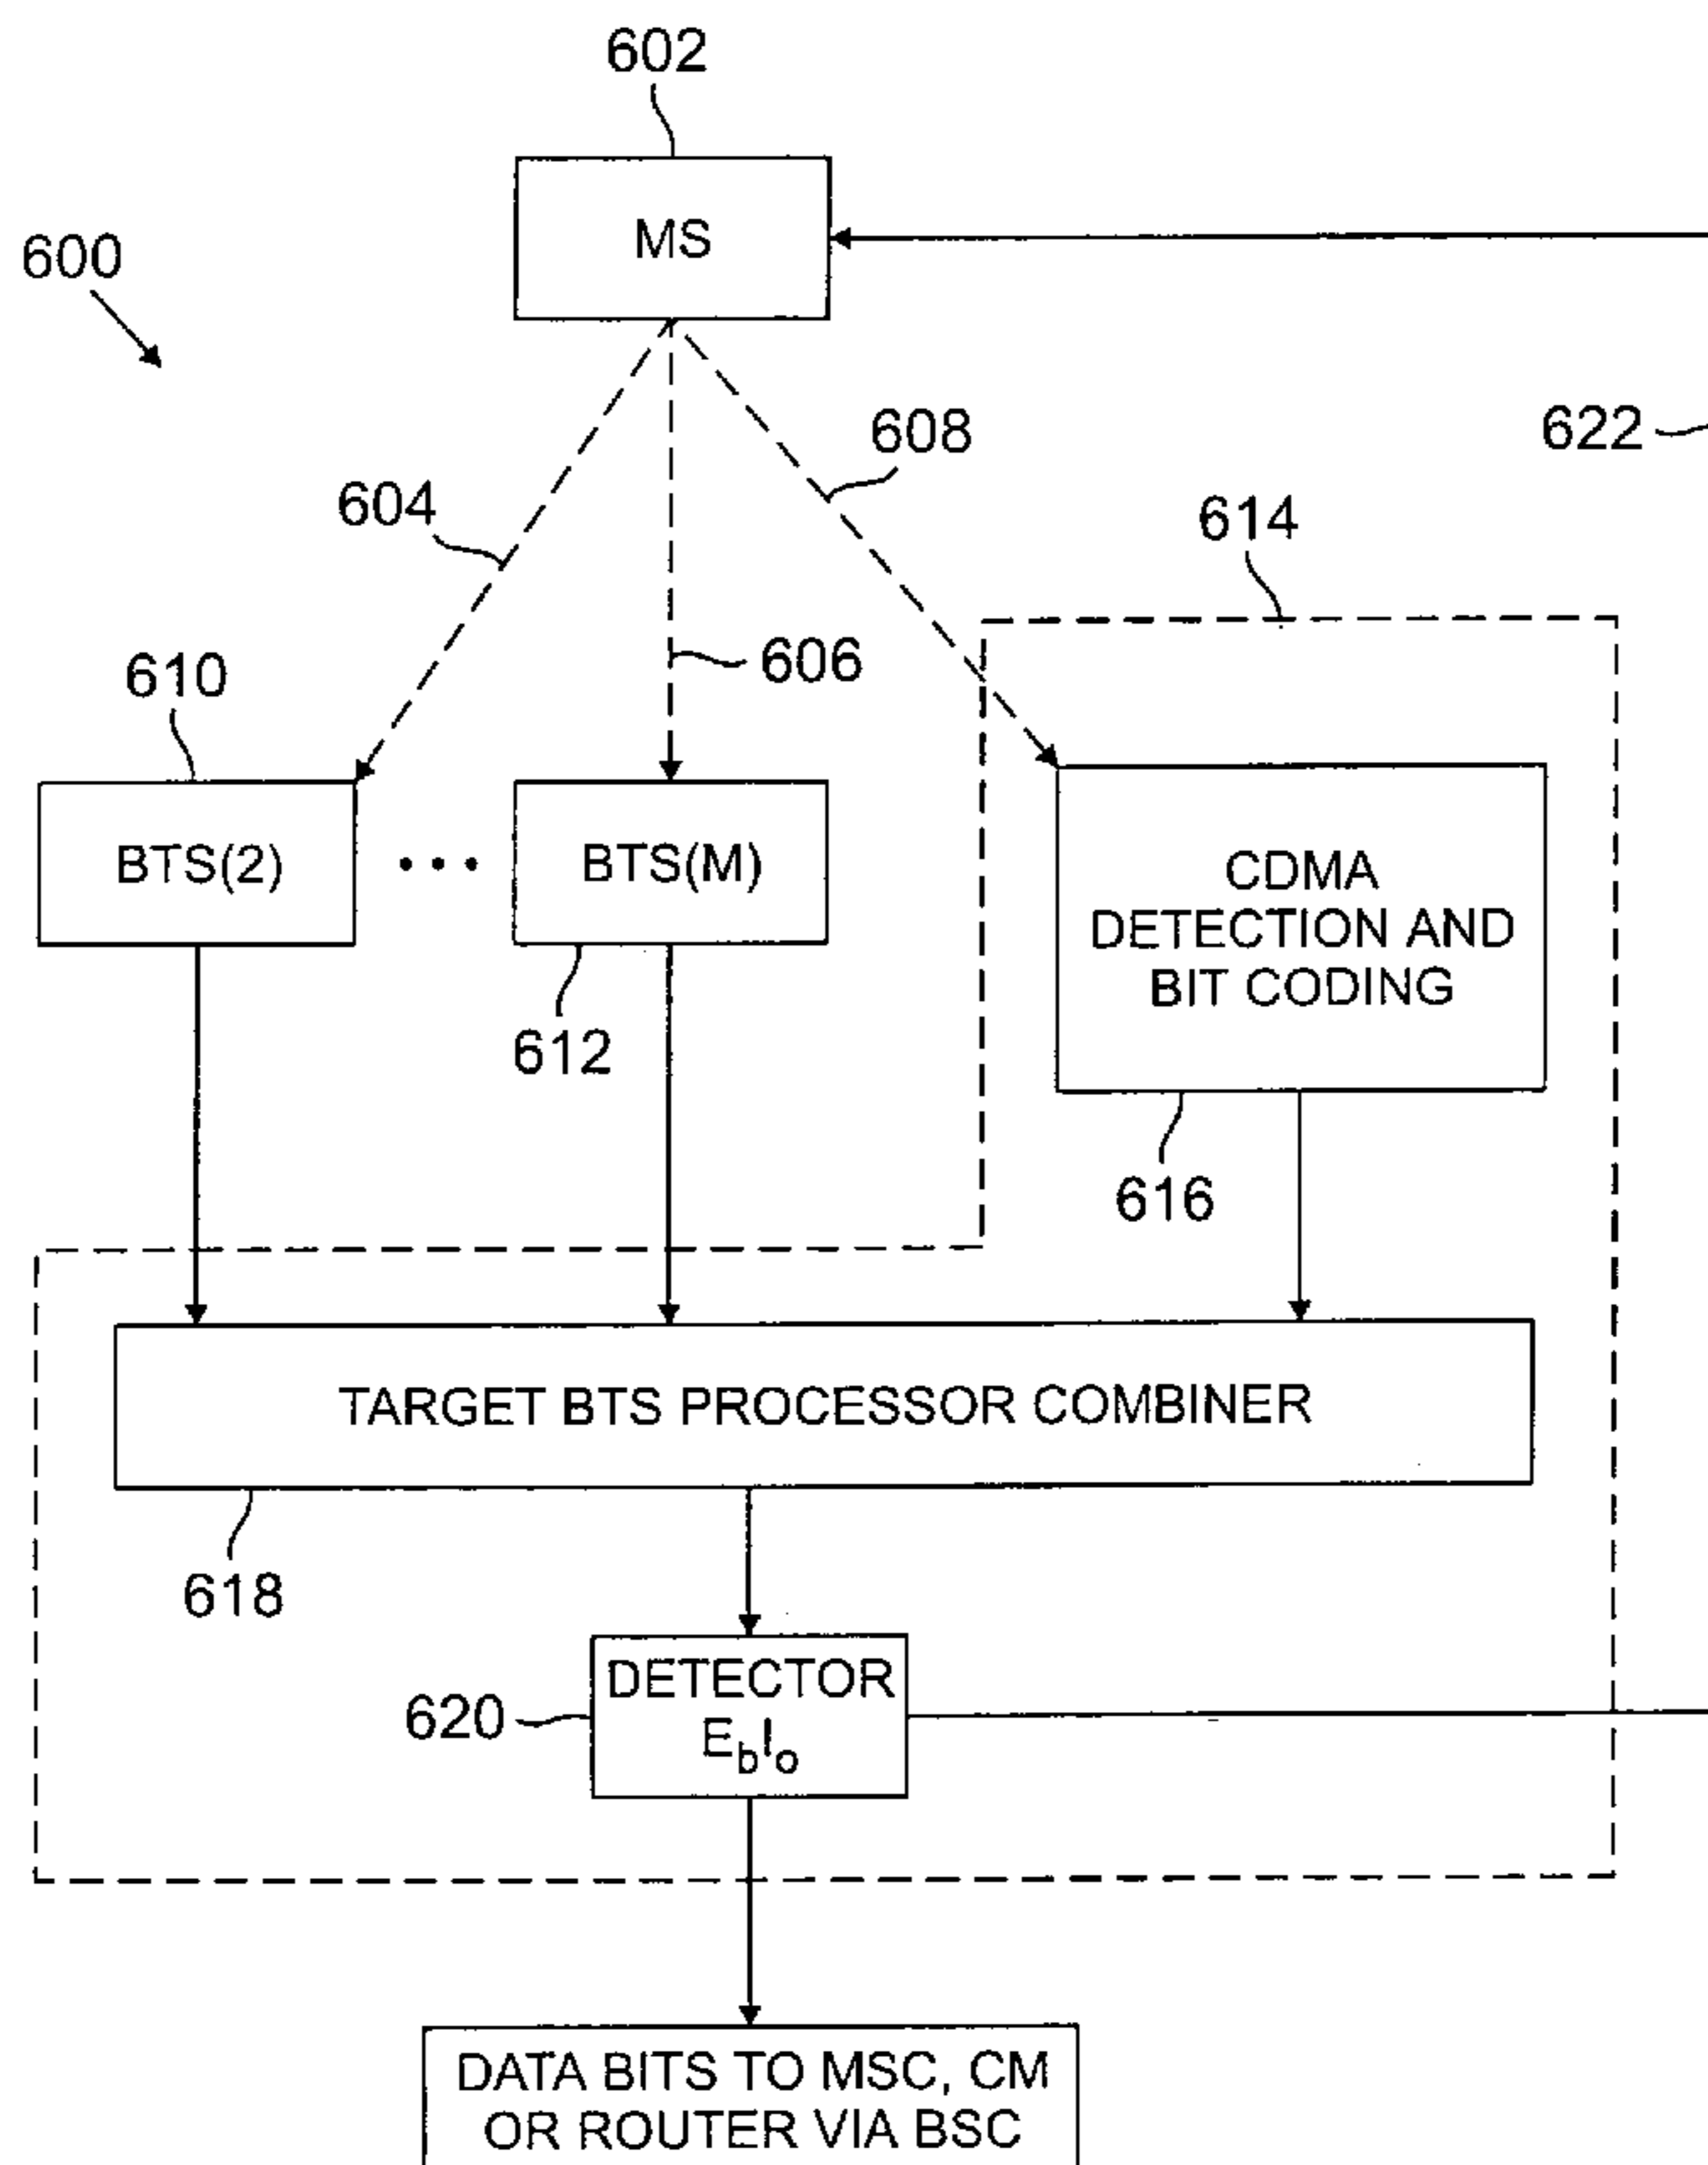 602
MS
600
608
622
604
614
606
610
BTS(2)
• • •
BTS(M)
CDMA
DETECTION AND
BIT CODING
612
616
TARGET BTS PROCESSOR COMBINER
618
DETECTOR
EbIo
620
DATA BITS TO MSC, CM
OR ROUTER VIA BSC